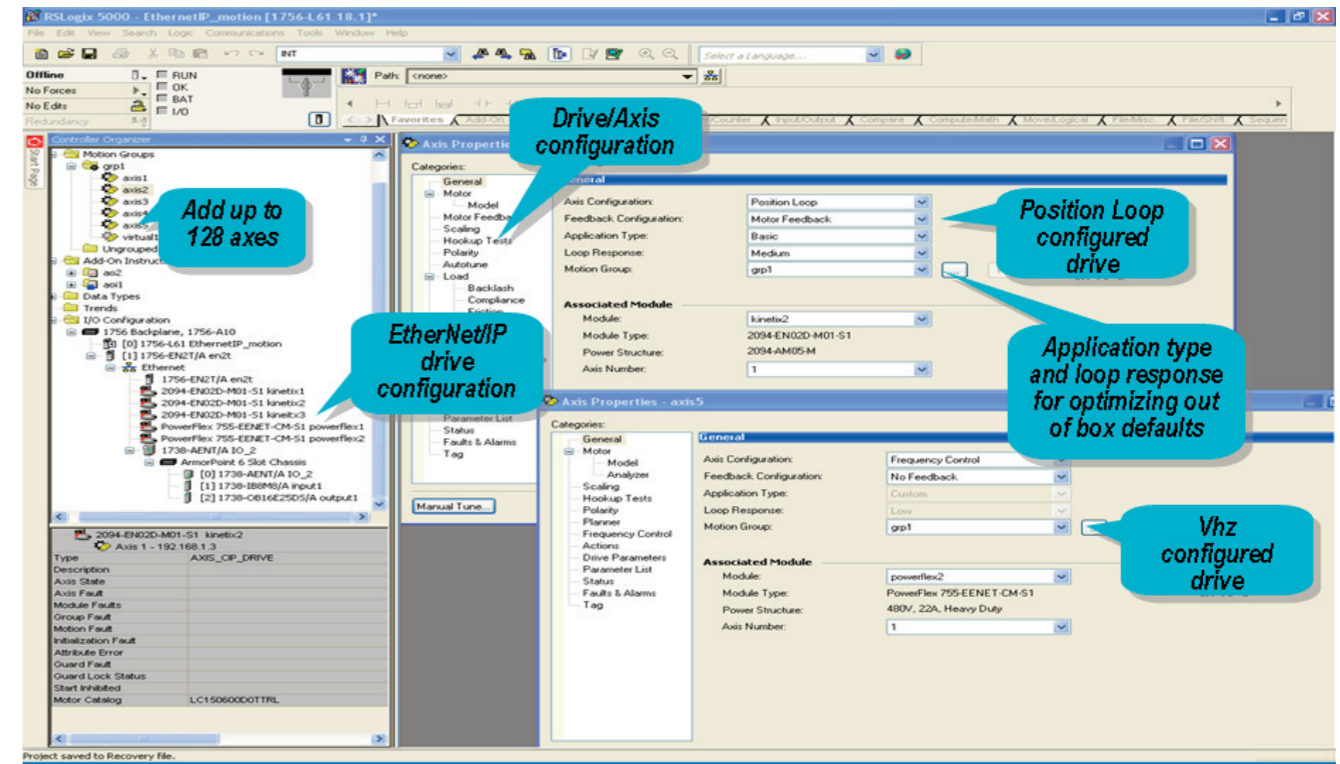 RSLogix 5000 - EthernetIP_motion [1756-L61 18.1]*
File Edit View Search Logic Communications Tools Window Help
INT
Select a Language...
Offline
RUN
Path: <none>
No Forces
OK
BAT
No Edits
I/O
Redundancy
Favorites Add-On
/Counter Input/Output Compare Compute/Math Move/Logical File/Misc. File/Shift Sequen
Start Page
Controller Organizer
Motion Groups
grp1
axis1
axis2
axis3
axis4
axis5
virtual1
Ungrouped
Add-On Instruct
ao2
aoi1
Data Types
Trends
I/O Configuration
1756 Backplane, 1756-A10
[0] 1756-L61 EthernetIP_motion
[1] 1756-EN2T/A en2t
Ethernet
1756-EN2T/A en2t
2094-EN02D-M01-S1 kinetix1
2094-EN02D-M01-S1 kinetix2
2094-EN02D-M01-S1 kneitx3
PowerFlex 755-EENET-CM-S1 powerflex1
PowerFlex 755-EENET-CM-S1 powerflex2
1738-AENT/A IO_2
ArmorPoint 6 Slot Chassis
[0] 1738-AENT/A IO_2
[1] 1738-IB8M8/A input1
[2] 1738-OB16E25DS/A output1
2094-EN02D-M01-S1 kinetix2
Axis 1 - 192.168.1.3
Type AXIS_CIP_DRIVE
Description
Axis State
Axis Fault
Module Faults
Group Fault
Motion Fault
Initialization Fault
Attribute Error
Guard Fault
Guard Lock Status
Start Inhibited
Motor Catalog LC150600D0TTRL
Project saved to Recovery file.
Add up to
128 axes
Drive/Axis
configuration
EtherNet/IP
drive
configuration
Position Loop
configured
drive
Application type
and loop response
for optimizing out
of box defaults
Vhz
configured
drive
Axis Properti
Categories:
General
Motor
Model
Motor Feedba
Scaling
Hookup Tests
Polarity
Autotune
Load
Backlash
Compliance
Friction
Parameter List
Status
Faults & Alarms
Tag
Manual Tune...
General
Axis Configuration: Position Loop
Feedback Configuration: Motor Feedback
Application Type: Basic
Loop Response: Medium
Motion Group: grp1
...
Associated Module
Module: kinetix2
Module Type: 2094-EN02D-M01-S1
Power Structure: 2094-AM05-M
Axis Number: 1
Axis Properties - axis5
Categories:
General
Motor
Model
Analyzer
Scaling
Hookup Tests
Polarity
Planner
Frequency Control
Actions
Drive Parameters
Parameter List
Status
Faults & Alarms
Tag
General
Axis Configuration: Frequency Control
Feedback Configuration: No Feedback
Application Type: Custom
Loop Response: Low
Motion Group: grp1
Associated Module
Module: powerflex2
Module Type: PowerFlex 755-EENET-CM-S1
Power Structure: 480V, 22A, Heavy Duty
Axis Number: 1